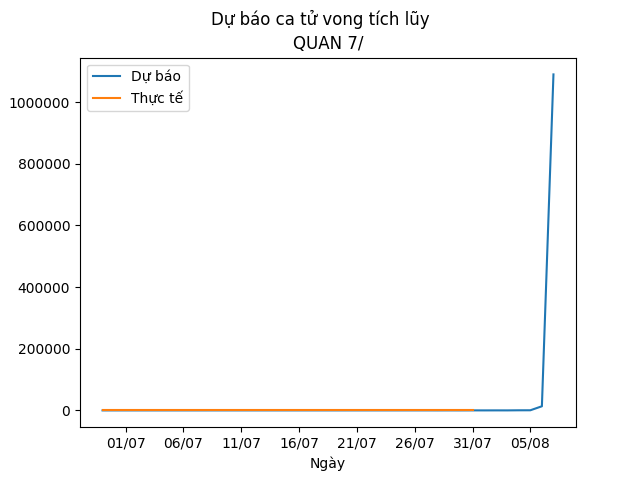 Dự báo ca tử vong tích lũy
QUAN 7/
Dự báo
Thực tế
1000000
800000
600000
400000
200000
0
01/07 06/07 11/07 16/07 21/07 26/07 31/07 05/08
Ngày